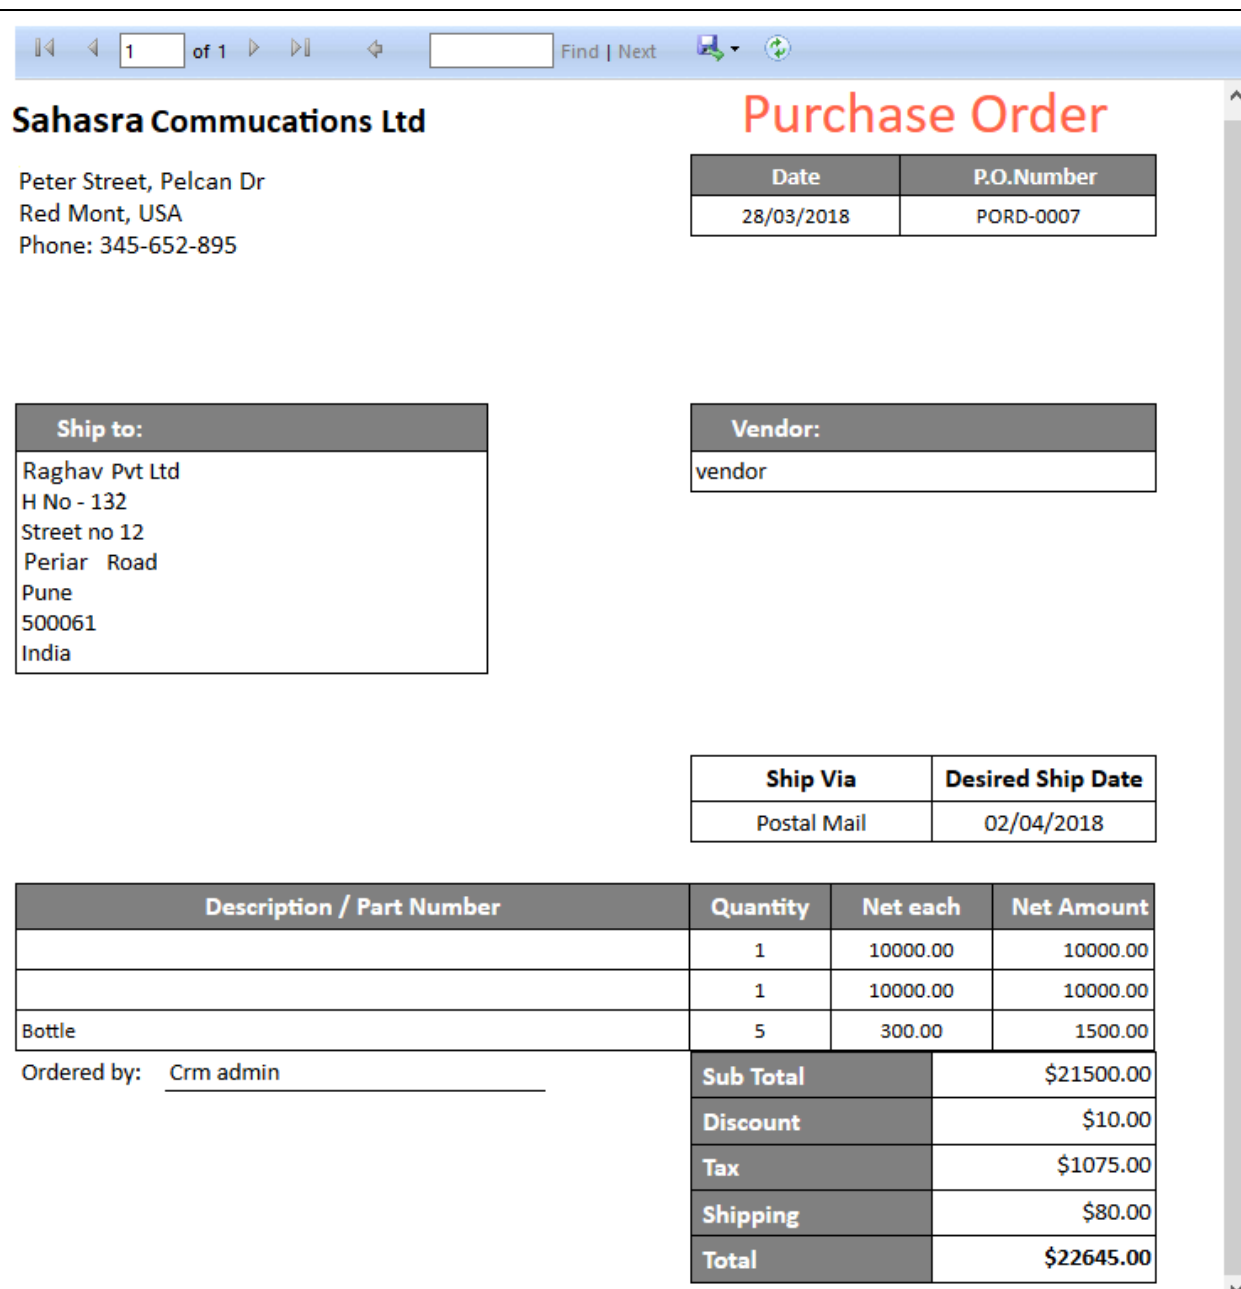 1 of 1 Find | Next
Sahasra Commucations Ltd
Purchase Order
Peter Street, Pelcan Dr
Red Mont, USA
Phone: 345-652-895
Date P.O.Number
28/03/2018 PORD-0007
Ship to:
Raghav Pvt Ltd
H No - 132
Street no 12
Periar Road
Pune
500061
India
Vendor:
vendor
Ship Via Desired Ship Date
Postal Mail 02/04/2018
Description / Part Number Quantity Net each Net Amount
1 10000.00 10000.00
1 10000.00 10000.00
Bottle 5 300.00 1500.00
Ordered by: Crm admin
Sub Total $21500.00
Discount $10.00
Tax $1075.00
Shipping $80.00
Total $22645.00